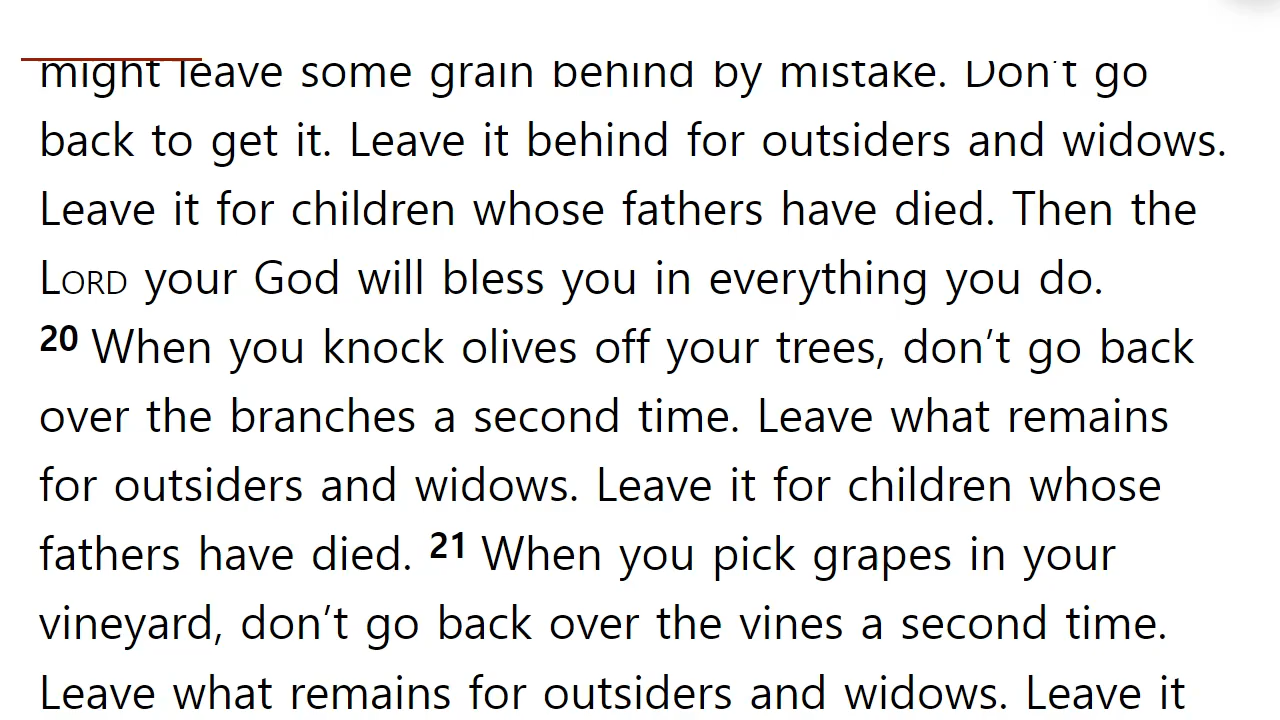 might leave some grain behind by mistake. Don’t go
back to get it. Leave it behind for outsiders and widows.
Leave it for children whose fathers have died. Then the
LORD your God will bless you in everything you do.
20 When you knock olives off your trees, don’t go back
over the branches a second time. Leave what remains
for outsiders and widows. Leave it for children whose
fathers have died. 21 When you pick grapes in your
vineyard, don’t go back over the vines a second time.
Leave what remains for outsiders and widows. Leave it